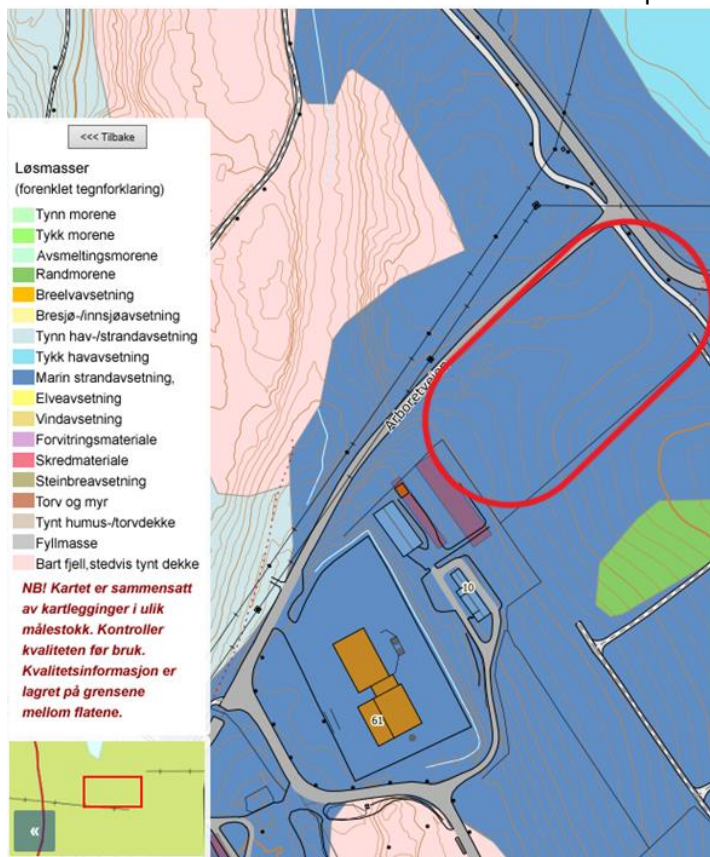 <<< Tilbake
Løsmasser
(forenklet tegnforklaring)
Tynn morene
Tykk morene
Avsmeltingsmorene
Randmorene
Breelvavsetning
Bresjø-/innsjøavsetning
Tynn hav-/strandavsetning
Tykk havavsetning
Marin strandavsetning,
Elveavsetning
Vindavsetning
Forvitringsmateriale
Skredmateriale
Steinbreavsetning
Torv og myr
Tynt humus-/torvdekke
Fyllmasse
Bart fjell,stedvis tynt dekke
NB! Kartet er sammensatt
av kartlegginger i ulik
målestokk. Kontroller
kvaliteten før bruk.
Kvalitetsinformasjon er
lagret på grensene
mellom flatene.
«
Arboretveien
10
61